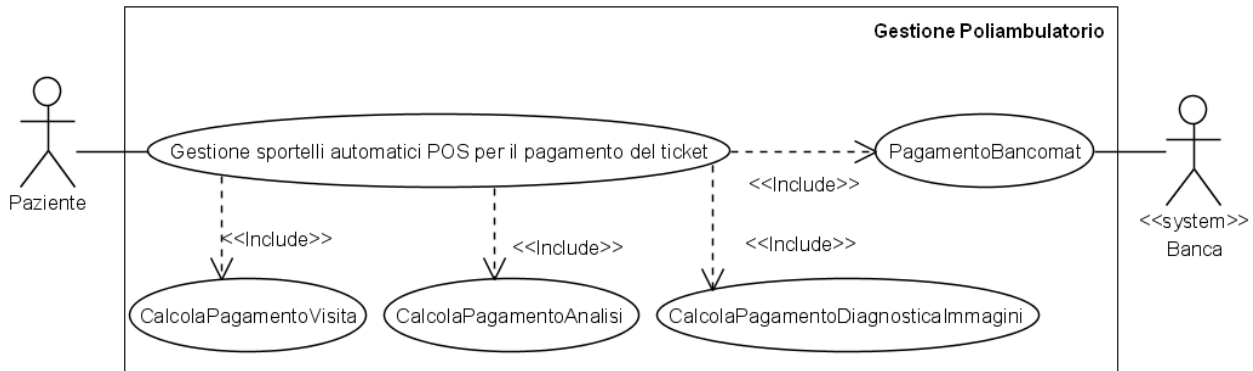 Gestione Poliambulatorio
Gestione sportelli automatici POS per il pagamento del ticket
PagamentoBancomat
<<Include>>
Paziente
<<system>>
Banca
<<Include>>
<<Include>>
<<Include>>
CalcolaPagamentoVisita
CalcolaPagamentoAnalisi
CalcolaPagamentoDiagnosticaImmagini